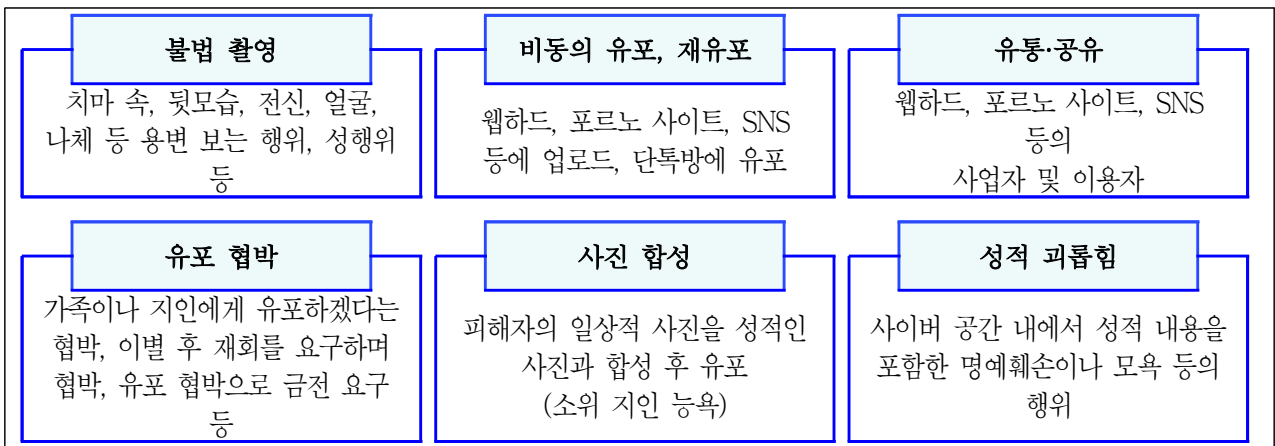 불법 촬영
치마 속, 뒷모습, 전신, 얼굴,
나체 등 용변 보는 행위, 성행위
등
비동의 유포, 재유포
웹하드, 포르노 사이트, SNS
등에 업로드, 단톡방에 유포
유통·공유
웹하드, 포르노 사이트, SNS
등의
사업자 및 이용자
유포 협박
가족이나 지인에게 유포하겠다는
협박, 이별 후 재회를 요구하며
협박, 유포 협박으로 금전 요구
등
사진 합성
피해자의 일상적 사진을 성적인
사진과 합성 후 유포
(소위 지인 능욕)
성적 괴롭힘
사이버 공간 내에서 성적 내용을
포함한 명예훼손이나 모욕 등의
행위